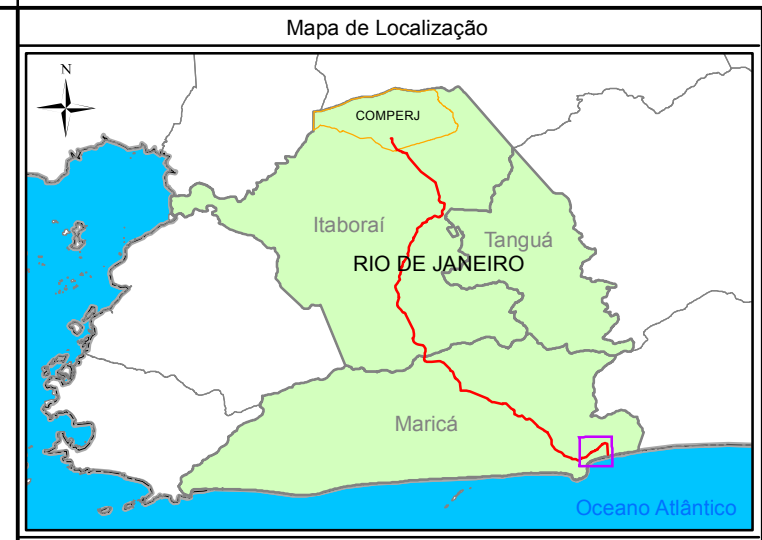 Mapa de Localização
N
COMPERJ
Itaboraí
Tanguá
RIO DE JANEIRO
Maricá
Oceano Atlântico